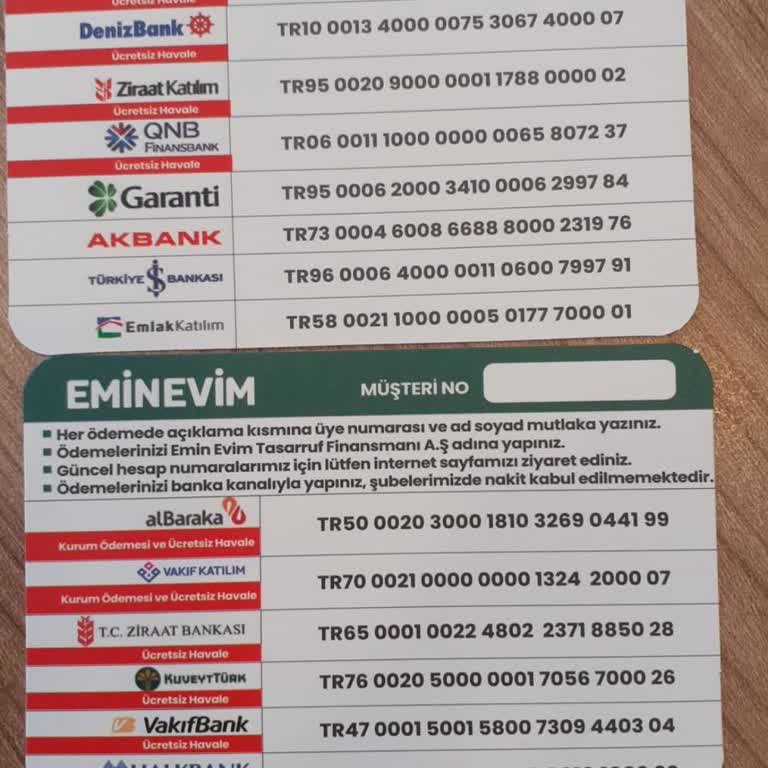 Ücretsiz Havale
DenizBank TR10 0013 4000 0075 3067 4000 07
Ücretsiz Havale
Ziraat Katılım TR95 0020 9000 0001 1788 0000 02
Ücretsiz Havale
QNB FINANSBANK TR06 0011 1000 0000 0065 8072 37
Ücretsiz Havale
Garanti TR95 0006 2000 3410 0006 2997 84
AKBANK TR73 0004 6008 6688 8000 2319 76
TÜRKİYE İŞ BANKASI TR96 0006 4000 0011 0600 7997 91
EmlakKatılım TR58 0021 1000 0005 0177 7000 01
EMİNEVİM MÜŞTERİ NO
Her ödemede açıklama kısmına üye numarası ve ad soyad mutlaka yazınız.
Ödemelerinizi Emin Evim Tasarruf Finansmanı A.Ş adına yapınız.
Güncel hesap numaralarımız için lütfen internet sayfamızı ziyaret ediniz.
Ödemelerinizi banka kanalıyla yapınız, şubelerimizde nakit kabul edilmemektedir.
alBaraka TR50 0020 3000 1810 3269 0441 99
Kurum Ödemesi ve Ücretsiz Havale
VAKIF KATILIM TR70 0021 0000 0000 1324 2000 07
Kurum Ödemesi ve Ücretsiz Havale
T.C. ZİRAAT BANKASI TR65 0001 0022 4802 2371 8850 28
Ücretsiz Havale
KUVEYTTÜRK TR76 0020 5000 0001 7056 7000 26
Ücretsiz Havale
VakıfBank TR47 0001 5001 5800 7309 4403 04
Ücretsiz Havale
HALKBANK